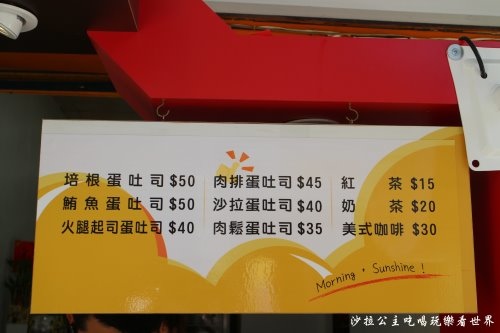 培根蛋吐司 $50
鮪魚蛋吐司 $50
火腿起司蛋吐司 $40
肉排蛋吐司 $45
沙拉蛋吐司 $40
肉鬆蛋吐司 $35
紅茶 $15
奶茶 $20
美式咖啡 $30
Morning , Sunshine !
沙拉公主吃喝玩樂看世界